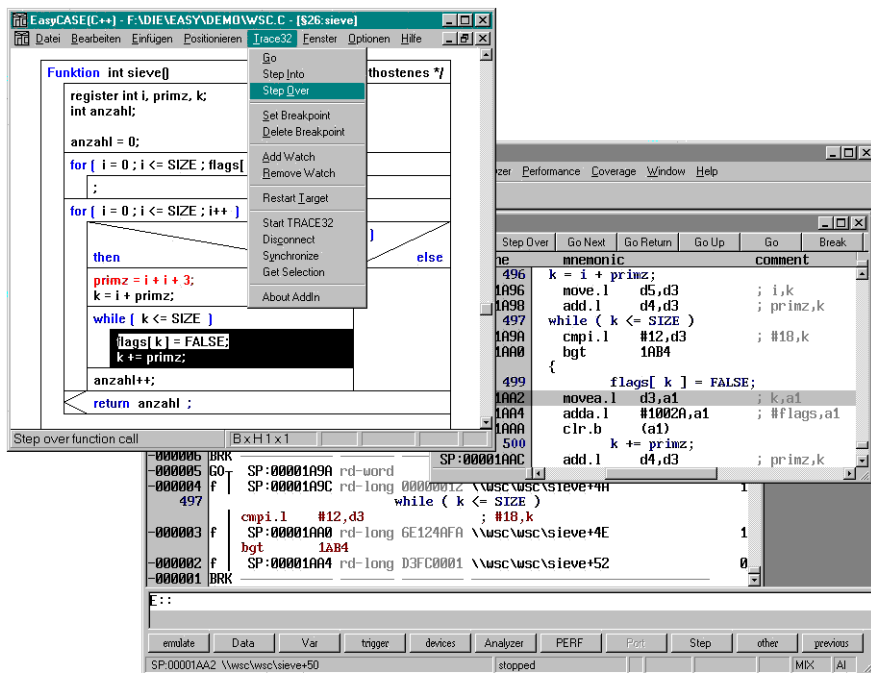 EasyCASE(C++) - F:\DIE\EASY\DEMO\WSC.C - [§26:sieve]
Datei Bearbeiten Einfügen Positionieren Trace32 Fenster Optionen Hilfe
Funktion int sieve() thostenes */
register int i, primz, k;
int anzahl;
anzahl = 0;
for ( i = 0 ; i <= SIZE ; flags[
;
for ( i = 0 ; i <= SIZE ; i++ )
)
then else
primz = i + i + 3;
k = i + primz;
while ( k <= SIZE )
flags[ k ] = FALSE;
k += primz;
anzahl++;
return anzahl ;
Step over function call B x H 1 x 1
Go
Step Into
Step Over
Set Breakpoint
Delete Breakpoint
Add Watch
Remove Watch
Restart Target
Start TRACE32
Disconnect
Synchronize
Get Selection
About AddIn
zer Performance Coverage Window Help
Step Over Go Next Go Return Go Up Go Break
ne mnemonic comment
496 k = i + primz;
1A96 move.l d5,d3 ; i,k
1A98 add.l d4,d3 ; primz,k
497 while ( k <= SIZE )
1A9A cmpi.l #12,d3 ; #18,k
1AA0 bgt 1AB4
{
499 flags[ k ] = FALSE;
1AA2 movea.l d3,a1 ; k,a1
1AA4 adda.l #1002A,a1 ; #flags,a1
1AAA clr.b (a1)
500 k += primz;
SP:00001AAC add.l d4,d3 ; primz,k
-000006 BRK
-000005 GO SP:00001A9A rd-word
-000004 f SP:00001A9C rd-long 00000012 \\wsc\wsc\sieve+4A 1
497 while ( k <= SIZE )
cmpi.l #12,d3 ; #18,k
-000003 f SP:00001AA0 rd-long 6E124AFA \\wsc\wsc\sieve+4E 1
bgt 1AB4
-000002 f SP:00001AA4 rd-long D3FC0001 \\wsc\wsc\sieve+52 0
-000001 BRK
E::
emulate Data Var trigger devices Analyzer PERF Port Step other previous
SP:00001AA2 \\wsc\wsc\sieve+50 stopped MIX AI